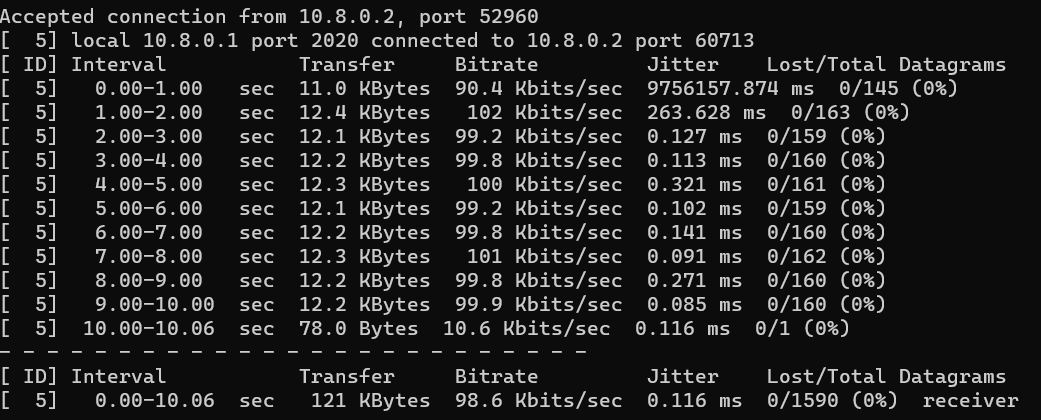 Accepted connection from 10.8.0.2, port 52960
[  5] local 10.8.0.1 port 2020 connected to 10.8.0.2 port 60713
[ ID] Interval           Transfer     Bitrate         Jitter    Lost/Total Datagrams
[  5]   0.00-1.00   sec  11.0 KBytes  90.4 Kbits/sec  9756157.874 ms  0/145 (0%)
[  5]   1.00-2.00   sec  12.4 KBytes   102 Kbits/sec  263.628 ms  0/163 (0%)
[  5]   2.00-3.00   sec  12.1 KBytes  99.2 Kbits/sec  0.127 ms  0/159 (0%)
[  5]   3.00-4.00   sec  12.2 KBytes  99.8 Kbits/sec  0.113 ms  0/160 (0%)
[  5]   4.00-5.00   sec  12.3 KBytes   100 Kbits/sec  0.321 ms  0/161 (0%)
[  5]   5.00-6.00   sec  12.1 KBytes  99.2 Kbits/sec  0.102 ms  0/159 (0%)
[  5]   6.00-7.00   sec  12.2 KBytes  99.8 Kbits/sec  0.141 ms  0/160 (0%)
[  5]   7.00-8.00   sec  12.3 KBytes   101 Kbits/sec  0.091 ms  0/162 (0%)
[  5]   8.00-9.00   sec  12.2 KBytes  99.8 Kbits/sec  0.271 ms  0/160 (0%)
[  5]   9.00-10.00  sec  12.2 KBytes  99.9 Kbits/sec  0.085 ms  0/160 (0%)
[  5]  10.00-10.06  sec  78.0 Bytes  10.6 Kbits/sec  0.116 ms  0/1 (0%)
- - - - - - - - - - - - - - - - - - - - - - - - -
[ ID] Interval           Transfer     Bitrate         Jitter    Lost/Total Datagrams
[  5]   0.00-10.06  sec   121 KBytes  98.6 Kbits/sec  0.116 ms  0/1590 (0%)  receiver